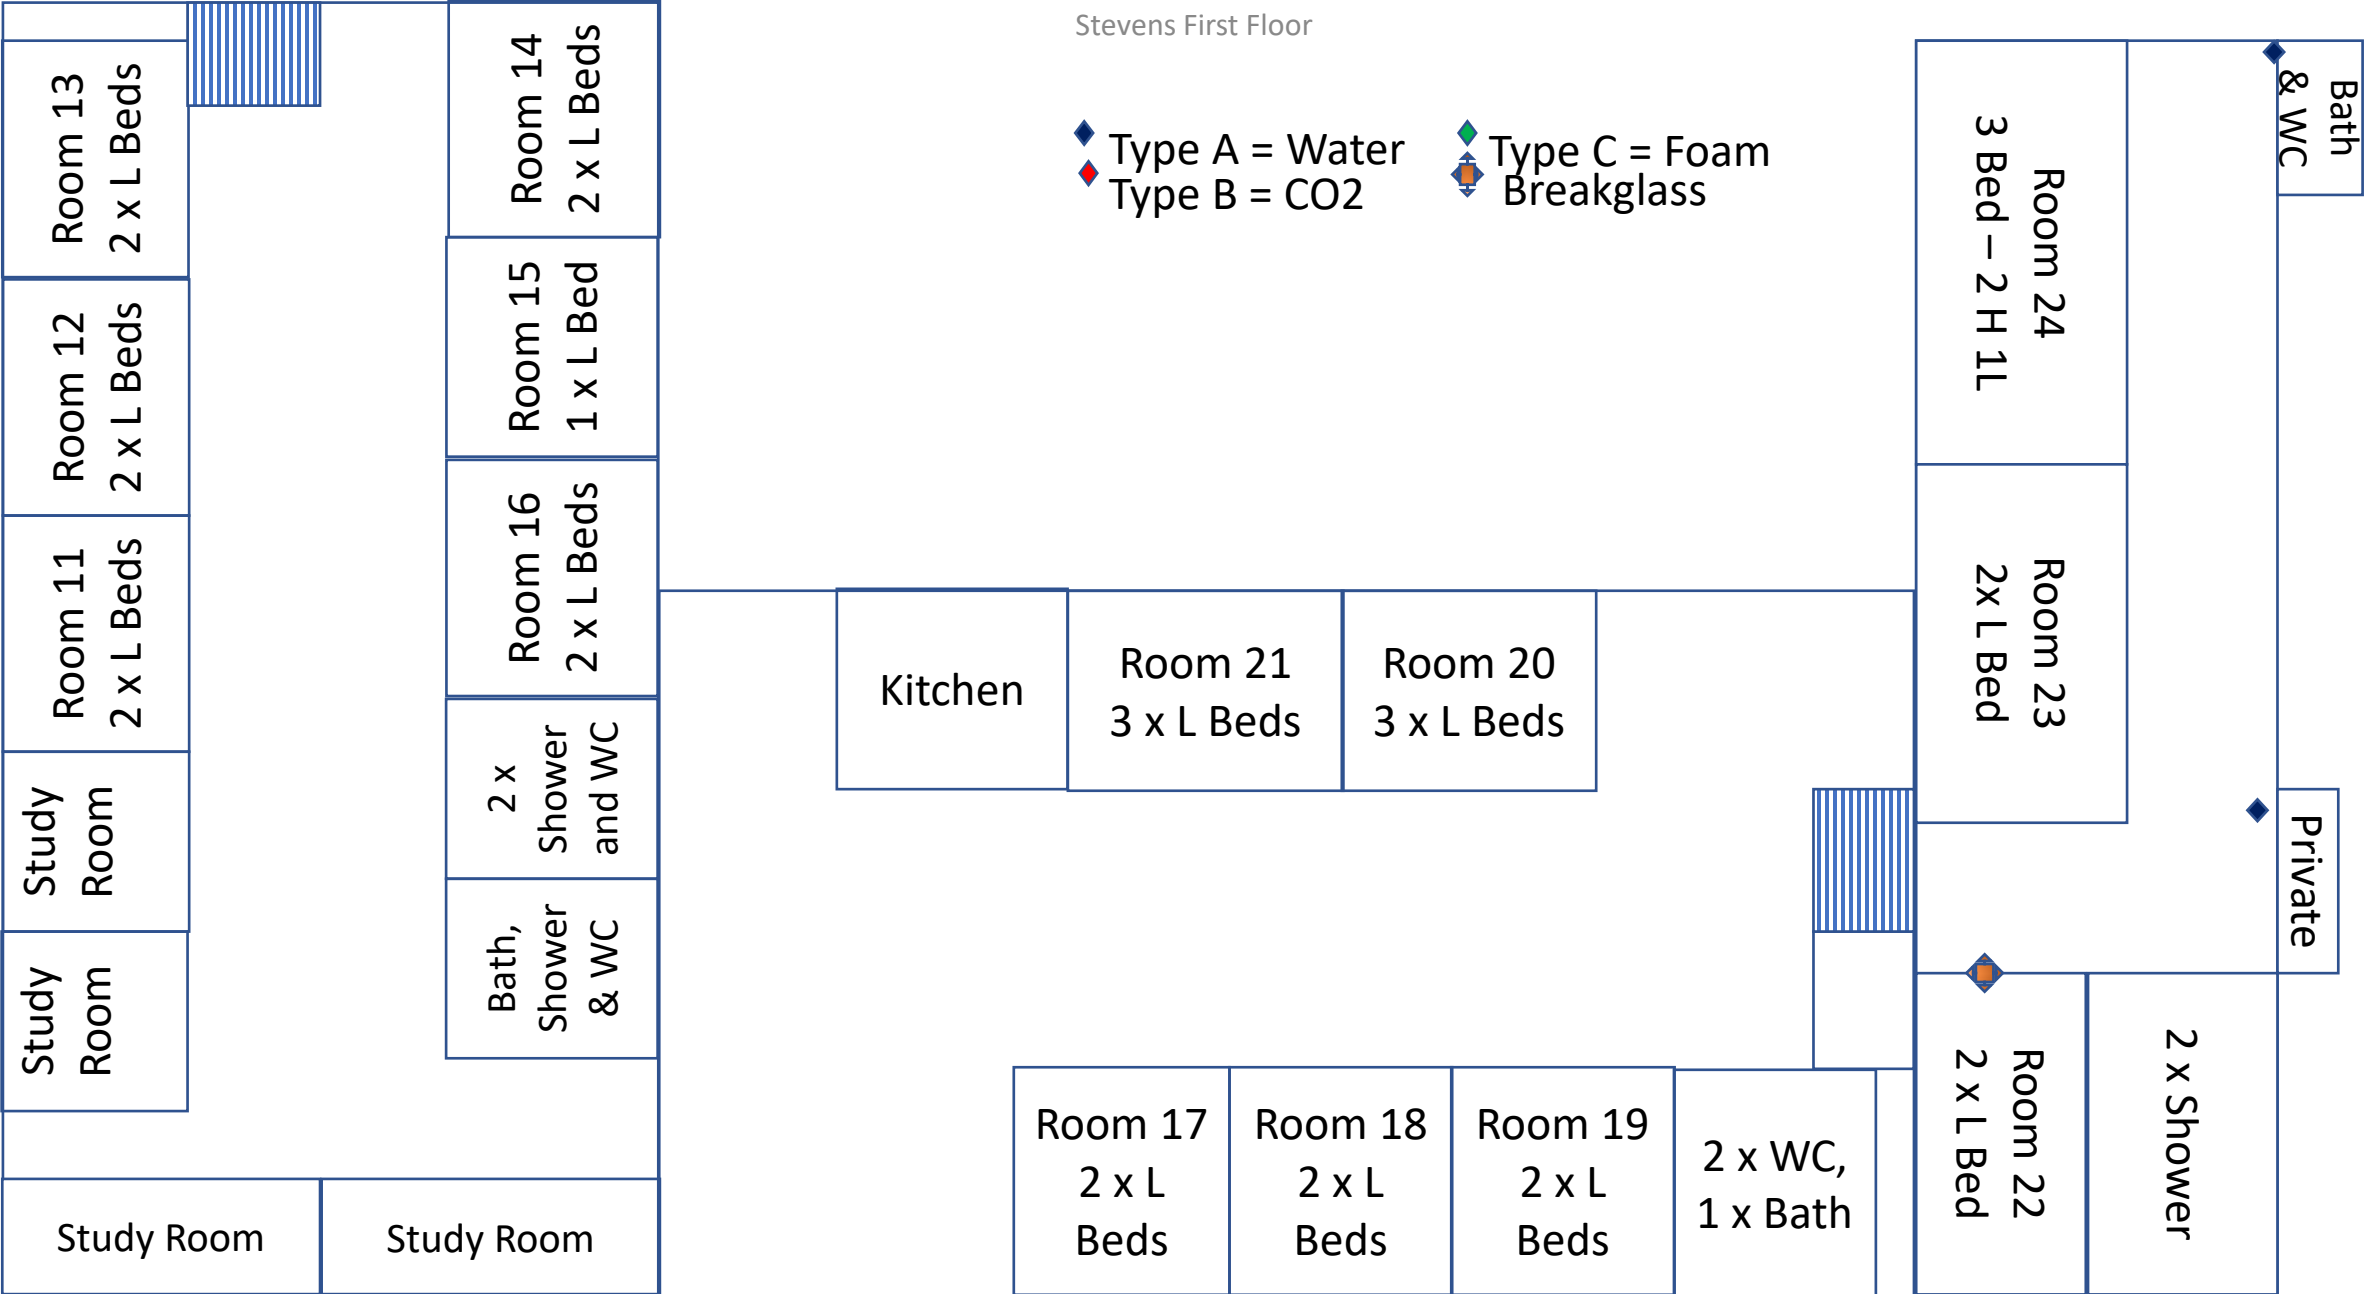 Stevens First Floor
Type A = Water
Type B = CO2
Type C = Foam
Breakglass
Room 13
2 x L Beds
Room 12
2 x L Beds
Room 11
2 x L Beds
Study
Room
Study
Room
Study Room
Study Room
Room 14
2 x L Beds
Room 15
1 x L Bed
Room 16
2 x L Beds
2 x
Shower
and WC
Bath,
Shower
& WC
Kitchen
Room 21
3 x L Beds
Room 20
3 x L Beds
Room 17
2 x L
Beds
Room 18
2 x L
Beds
Room 19
2 x L
Beds
2 x WC,
1 x Bath
Room 24
3 Bed – 2 H 1L
Room 23
2x L Bed
Room 22
2 x L Bed
2 x Shower
Bath
& WC
Private